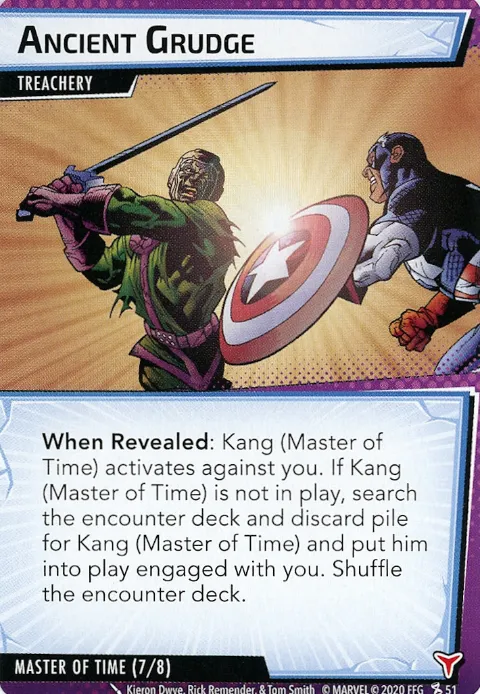 ANCIENT GRUDGE
TREACHERY
When Revealed: Kang (Master of
Time) activates against you. If Kang
(Master of Time) is not in play, search
the encounter deck and discard pile
for Kang (Master of Time) and put him
into play engaged with you. Shuffle
the encounter deck.
MASTER OF TIME (7/8)
Kieron Dwye, Rick Remender, & Tom Smith © MARVEL © 2020 FFG